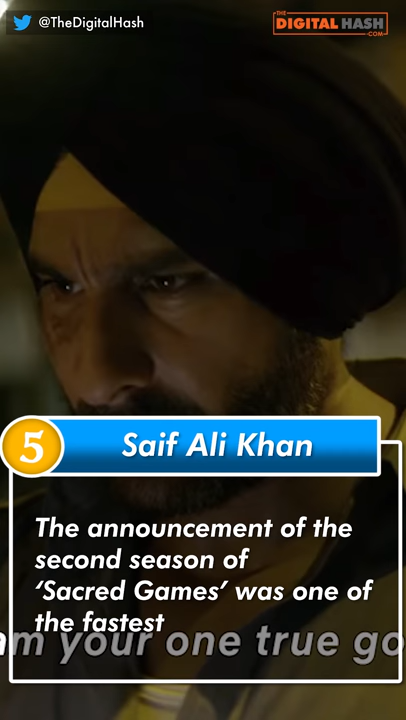 @TheDigitalHash
THE
DIGITAL HASH
.COM
5
Saif Ali Khan
The announcement of the
second season of
‘Sacred Games’ was one of
the fastest
am your one true go